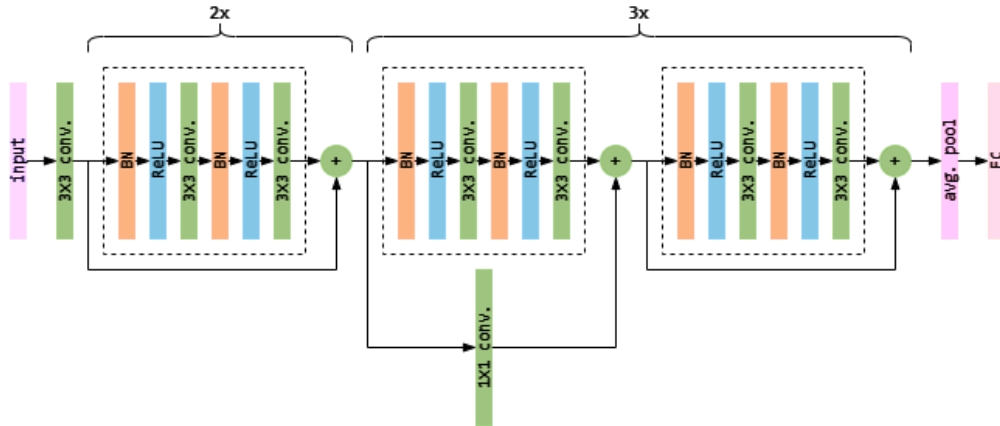 2x
3x
Input
3X3 conv.
BN
ReLU
3X3 conv.
BN
ReLU
3X3 conv.
+
BN
ReLU
3X3 conv.
BN
ReLU
3X3 conv.
+
1X1 conv.
BN
ReLU
3X3 conv.
BN
ReLU
3X3 conv.
+
avg. pool
FC